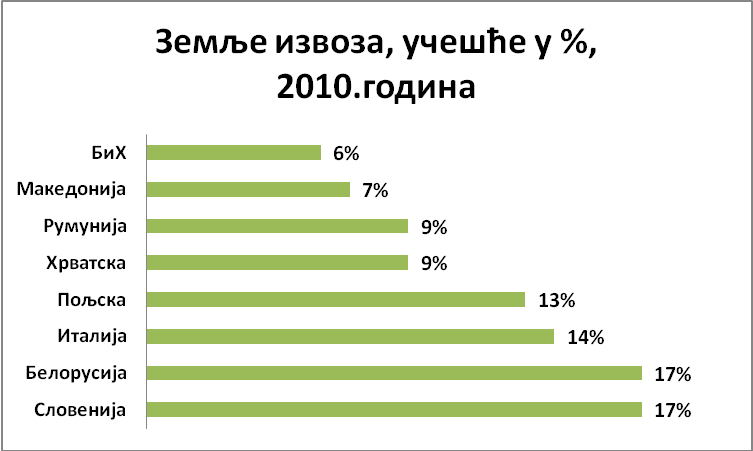 Земље извоза, учешће у %,
2010.година
БиХ 6%
Македонија 7%
Румунија 9%
Хрватска 9%
Пољска 13%
Италија 14%
Белорусија 17%
Словенија 17%